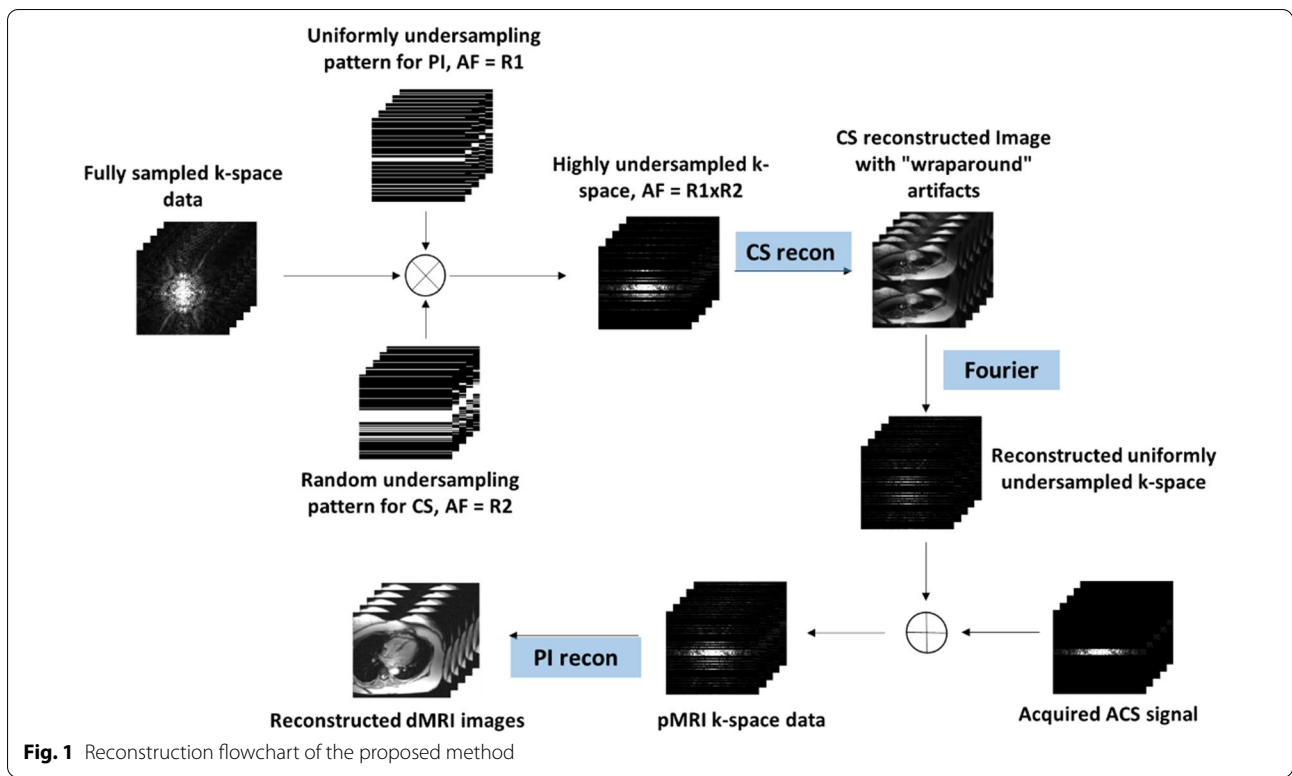 Uniformly undersampling
pattern for PI, AF = R1
Fully sampled k-space
data
Highly undersampled k-
space, AF = R1xR2
CS reconstructed Image
with "wraparound"
artifacts
CS recon
Random undersampling
pattern for CS, AF = R2
Fourier
Reconstructed uniformly
undersampled k-space
PI recon
Reconstructed dMRI images
pMRI k-space data
Acquired ACS signal
Fig. 1 Reconstruction flowchart of the proposed method